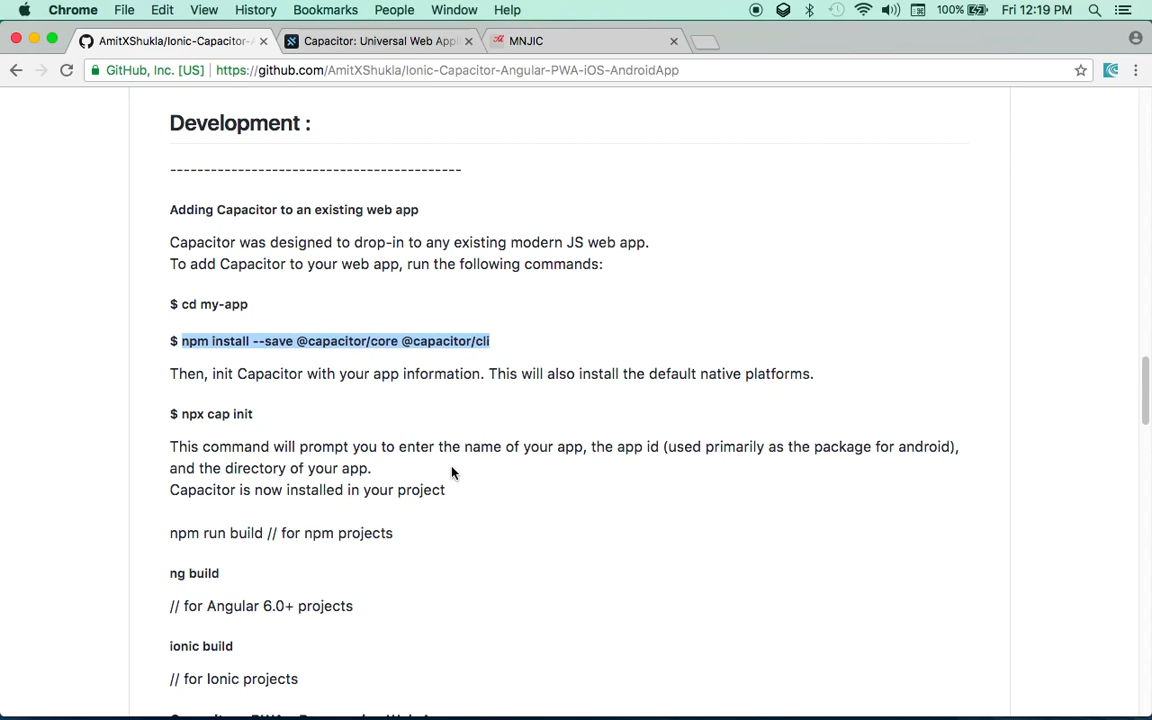 Chrome File Edit View History Bookmarks People Window Help 100% Fri 12:19 PM
AmitXShukla/Ionic-Capacitor- Capacitor: Universal Web Appli MNJIC
GitHub, Inc. [US] https://github.com/AmitXShukla/Ionic-Capacitor-Angular-PWA-iOS-AndroidApp
Development :
-------------------------------------------
Adding Capacitor to an existing web app
Capacitor was designed to drop-in to any existing modern JS web app.
To add Capacitor to your web app, run the following commands:
$ cd my-app
$ npm install --save @capacitor/core @capacitor/cli
Then, init Capacitor with your app information. This will also install the default native platforms.
$ npx cap init
This command will prompt you to enter the name of your app, the app id (used primarily as the package for android),
and the directory of your app.
Capacitor is now installed in your project
npm run build // for npm projects
ng build
// for Angular 6.0+ projects
ionic build
// for Ionic projects